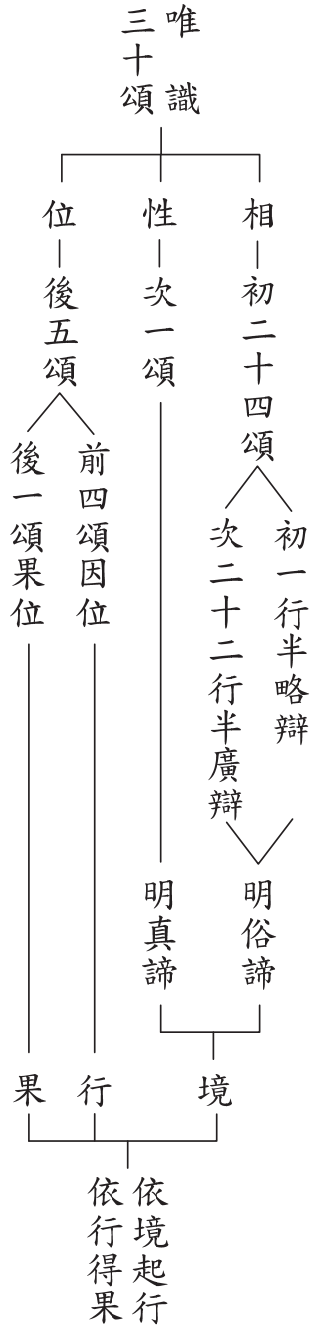 唯識
三十頌
相
性
位
初二十四頌
次一頌
後五頌
初一行半略辯
次二十二行半廣辯
前四頌因位
後一頌果位
明俗諦
明真諦
境
行
果
依境起行
依行得果